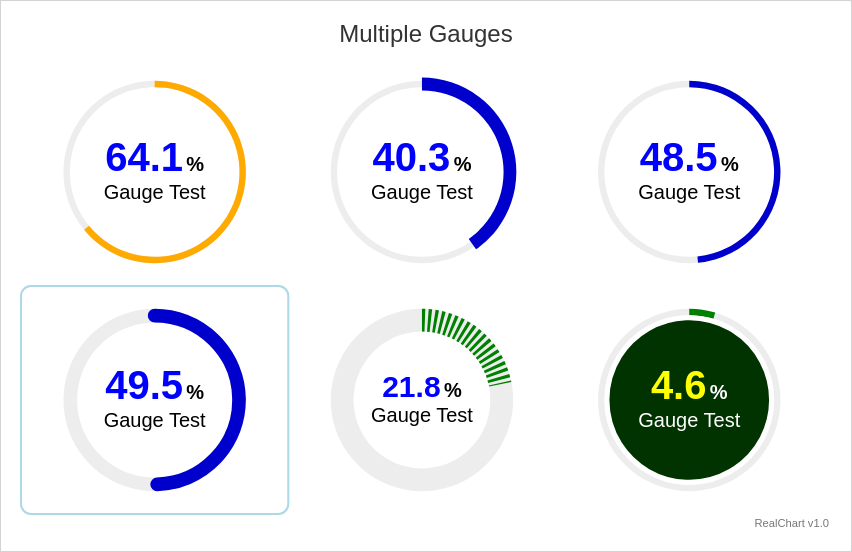 Multiple Gauges
64.1 %
Gauge Test
40.3 %
Gauge Test
48.5 %
Gauge Test
49.5 %
Gauge Test
21.8 %
Gauge Test
4.6 %
Gauge Test
RealChart v1.0